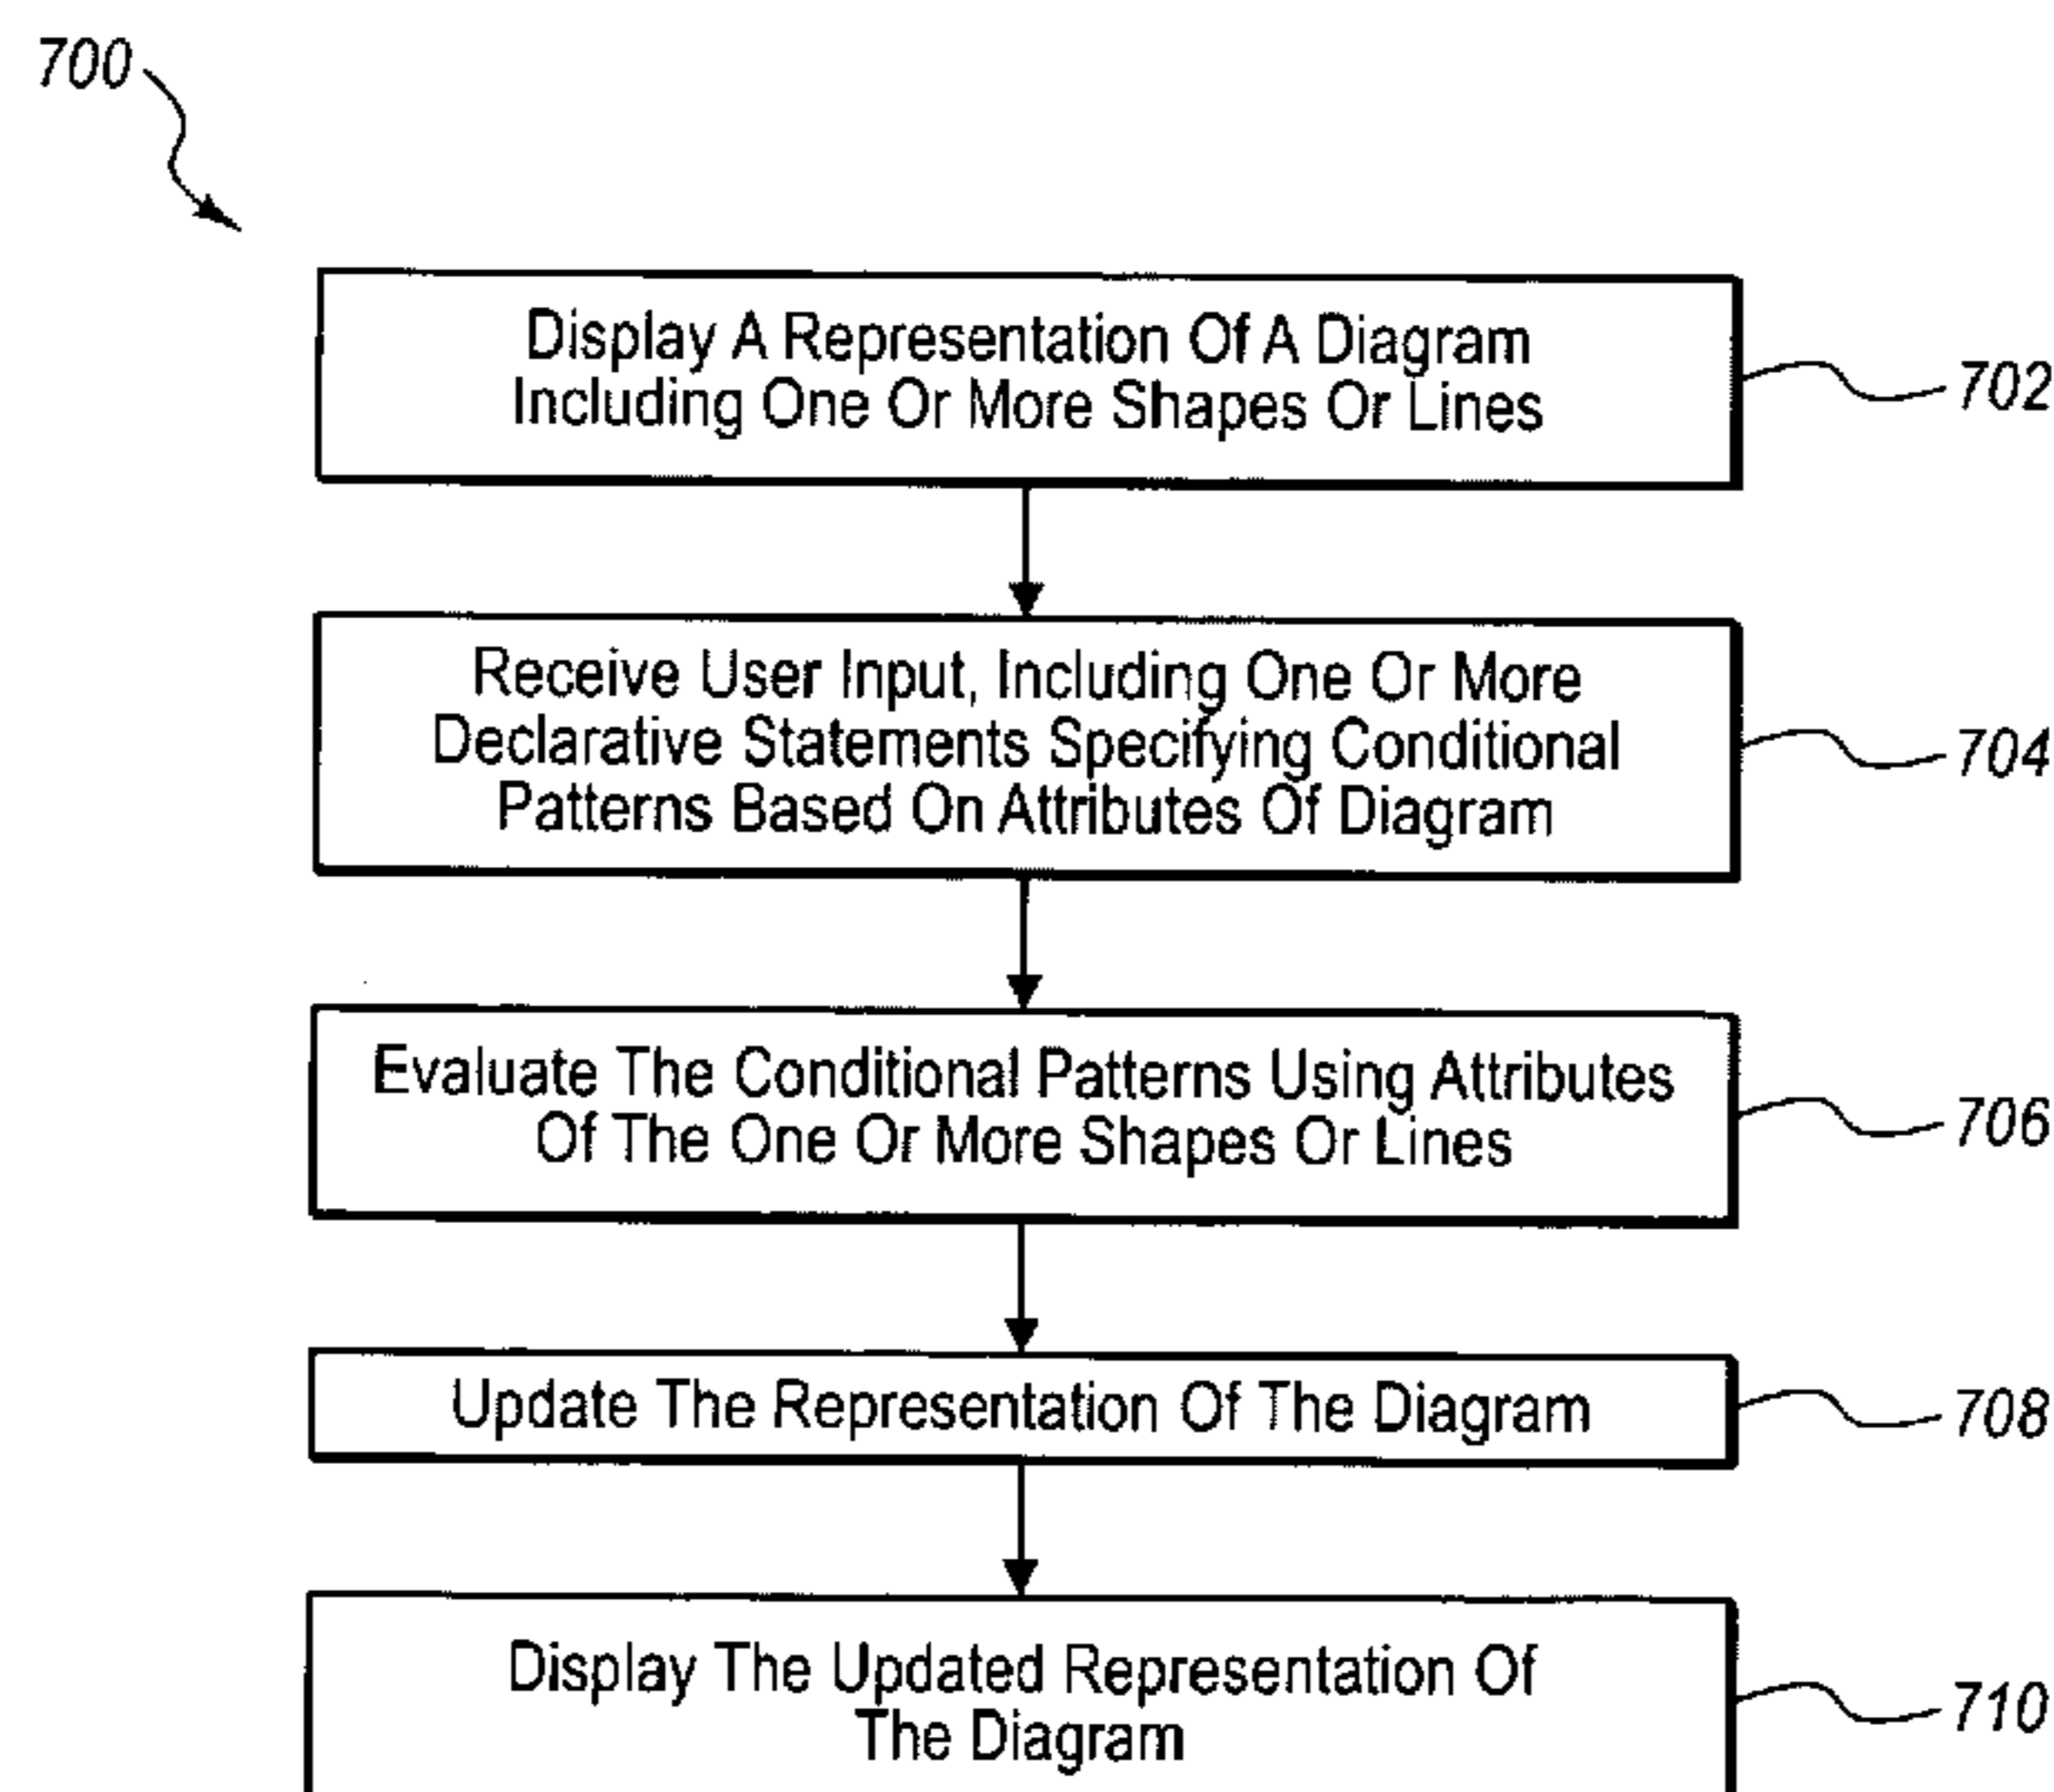 700
Display A Representation Of A Diagram
Including One Or More Shapes Or Lines
702
Receive User Input, Including One Or More
Declarative Statements Specifying Conditional
Patterns Based On Attributes Of Diagram
704
Evaluate The Conditional Patterns Using Attributes
Of The One Or More Shapes Or Lines
706
Update The Representation Of The Diagram
708
Display The Updated Representation Of
The Diagram
710